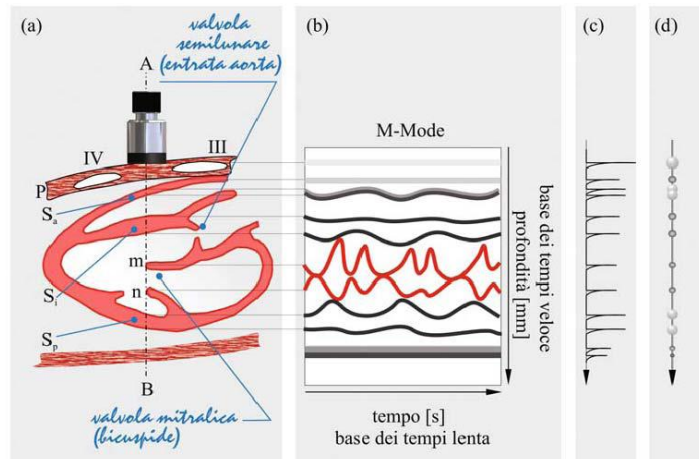 (a)
valvola
semilunare
(entrata aorta)
A
IV
III
P
Sa
Si
m
n
Sp
B
valvola mitralica
(bicuspide)
(b)
M-Mode
base dei tempi veloce
profondità [mm]
tempo [s]
base dei tempi lenta
(c)
(d)